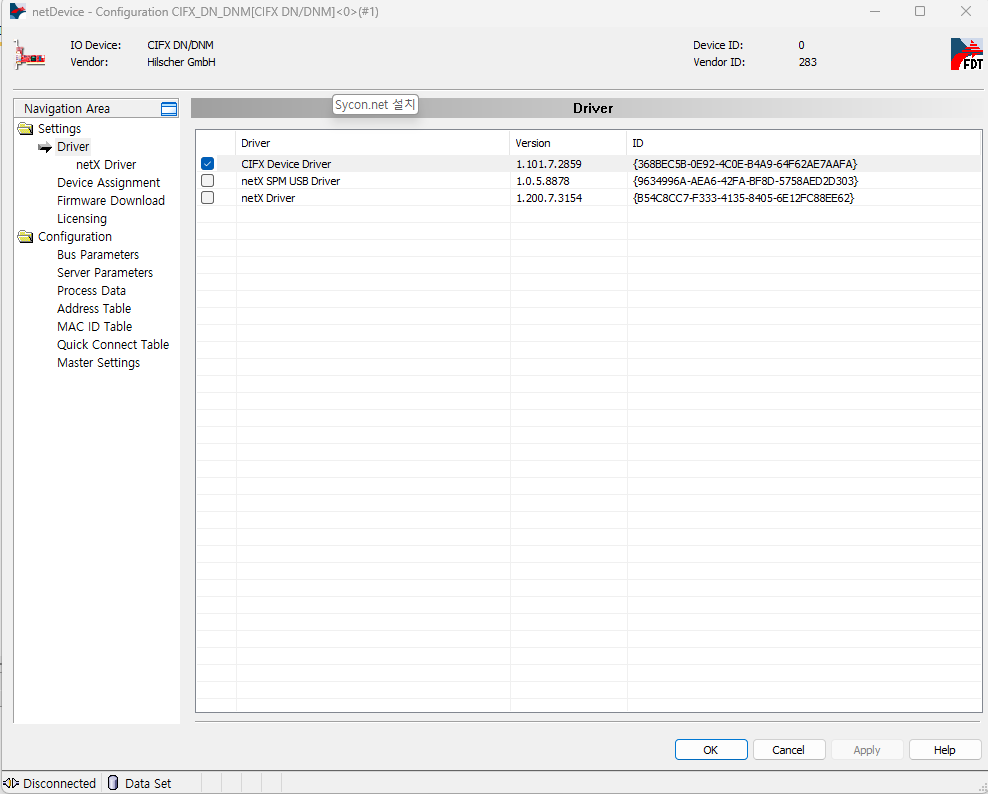 netDevice - Configuration CIFX_DN_DNM[CIFX DN/DNM]<0>(#1)
IO Device: CIFX DN/DNM Device ID: 0
Vendor: Hilscher GmbH Vendor ID: 283
FDT
Navigation Area
Settings
Driver
netX Driver
Device Assignment
Firmware Download
Licensing
Configuration
Bus Parameters
Server Parameters
Process Data
Address Table
MAC ID Table
Quick Connect Table
Master Settings
Sycon.net 설치
Driver
Driver Version ID
CIFX Device Driver 1.101.7.2859 {368BEC5B-0E92-4C0E-B4A9-64F62AE7AAFA}
netX SPM USB Driver 1.0.5.8878 {9634996A-AEA6-42FA-BF8D-5758AED2D303}
netX Driver 1.200.7.3154 {B54C8CC7-F333-4135-8405-6E12FC88EE62}
OK Cancel Apply Help
Disconnected Data Set